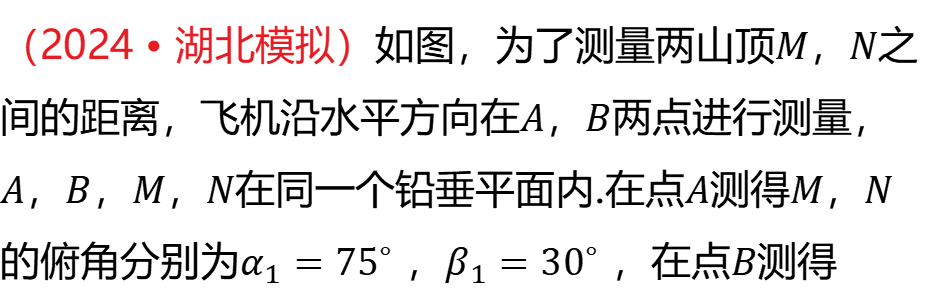 （2024•湖北模拟）如图，为了测量两山顶M，N之
间的距离，飞机沿水平方向在A，B两点进行测量，
A，B，M，N在同一个铅垂平面内.在点A测得M，N
的俯角分别为α₁ = 75°，β₁ = 30°，在点B测得